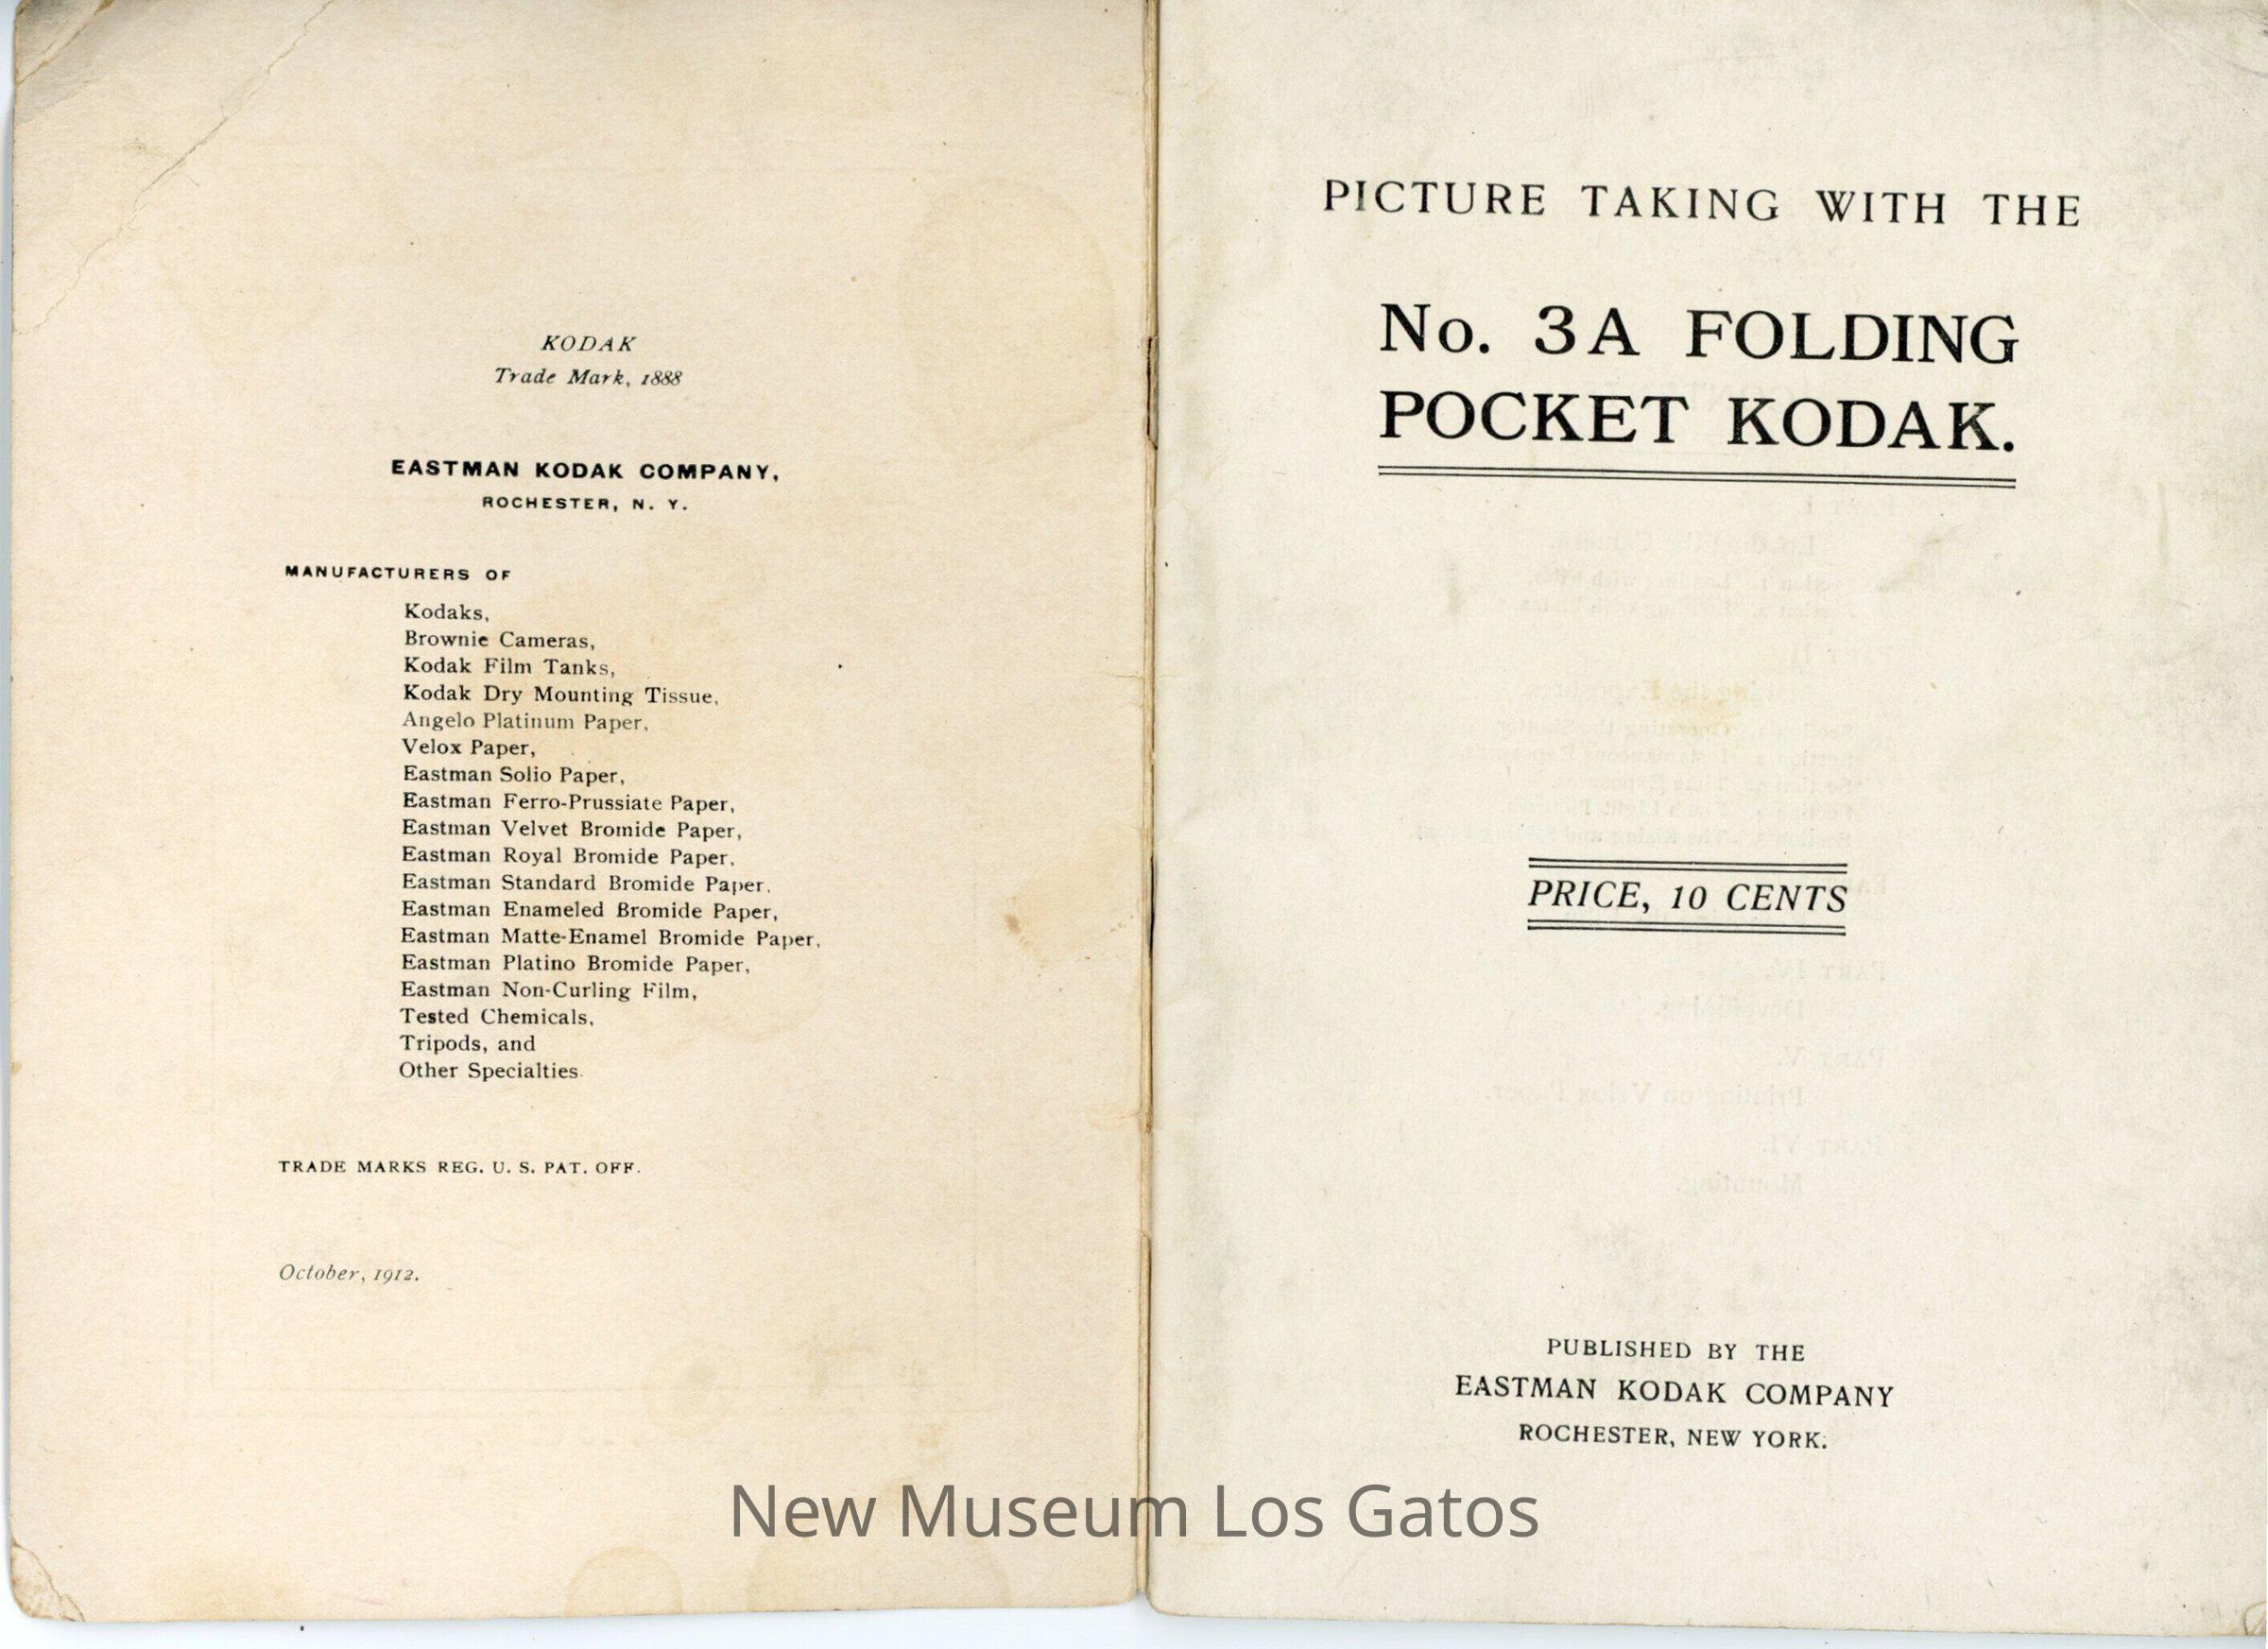 KODAK
Trade Mark, 1888
EASTMAN KODAK COMPANY,
ROCHESTER, N. Y.
MANUFACTURERS OF
Kodaks,
Brownie Cameras,
Kodak Film Tanks,
Kodak Dry Mounting Tissue,
Angelo Platinum Paper,
Velox Paper,
Eastman Solio Paper,
Eastman Ferro-Prussiate Paper,
Eastman Velvet Bromide Paper,
Eastman Royal Bromide Paper,
Eastman Standard Bromide Paper,
Eastman Enameled Bromide Paper,
Eastman Matte-Enamel Bromide Paper,
Eastman Platino Bromide Paper,
Eastman Non-Curling Film,
Tested Chemicals,
Tripods, and
Other Specialties.
TRADE MARKS REG. U. S. PAT. OFF.
October, 1912.
PICTURE TAKING WITH THE
No. 3A FOLDING
POCKET KODAK.
PRICE, 10 CENTS
PUBLISHED BY THE
EASTMAN KODAK COMPANY
ROCHESTER, NEW YORK.
New Museum Los Gatos